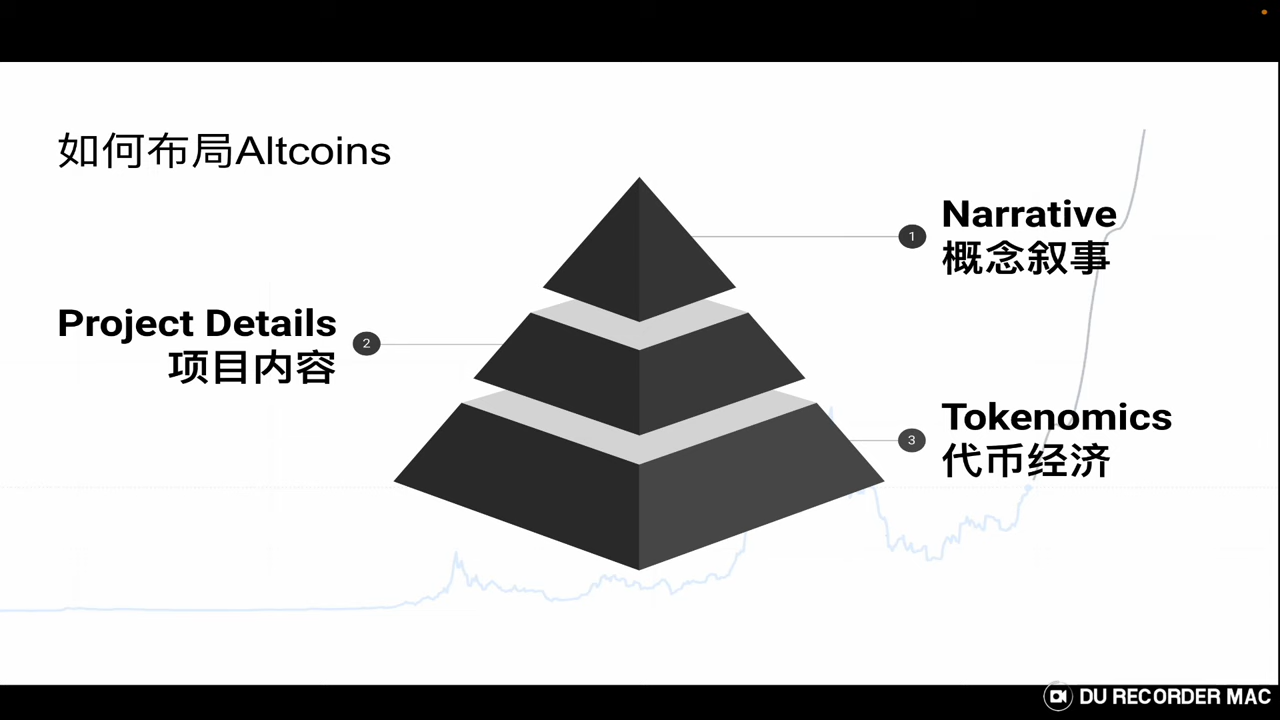 如何布局Altcoins
1
Narrative
概念叙事
Project Details
项目内容
2
3
Tokenomics
代币经济
DU RECORDER MAC